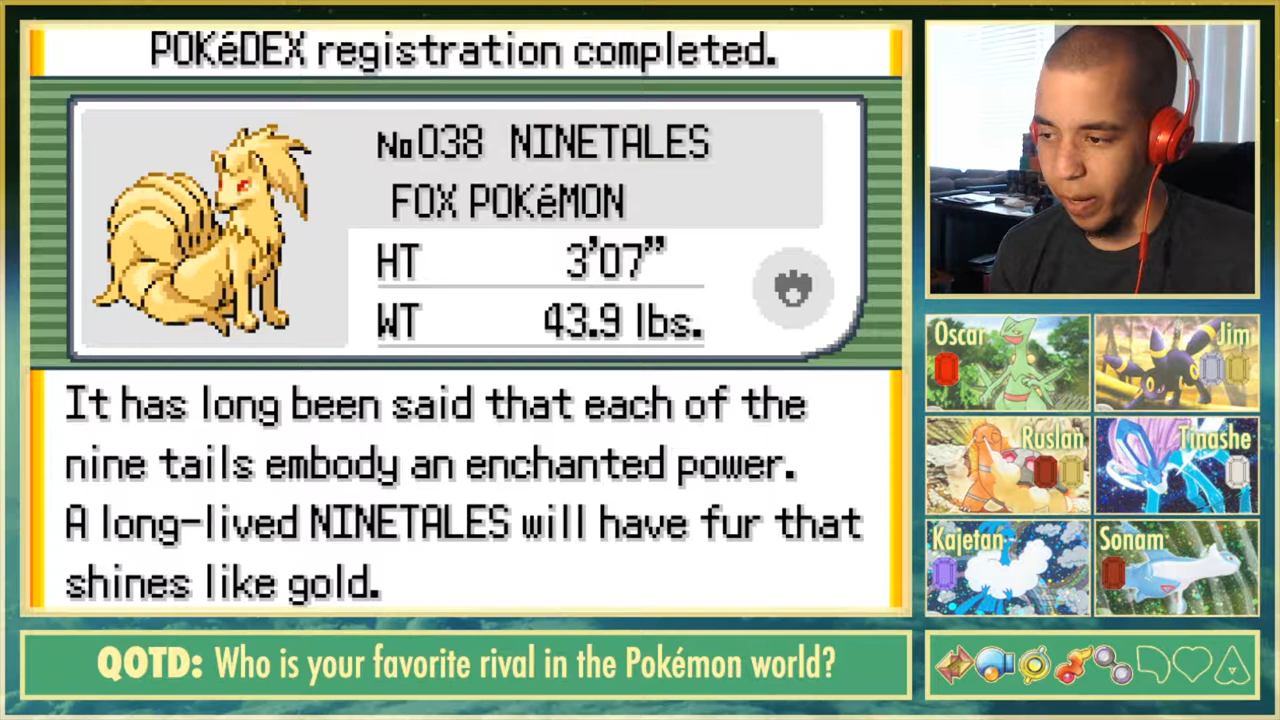 POKéDEX registration completed.
No038 NINETALES
FOX POKéMON
HT 3'07"
WT 43.9 lbs.
It has long been said that each of the
nine tails embody an enchanted power.
A long-lived NINETALES will have fur that
shines like gold.
Oscar
Jim
Ruslan
Tinashe
Kajetan
Sonam
QOTD: Who is your favorite rival in the Pokémon world?